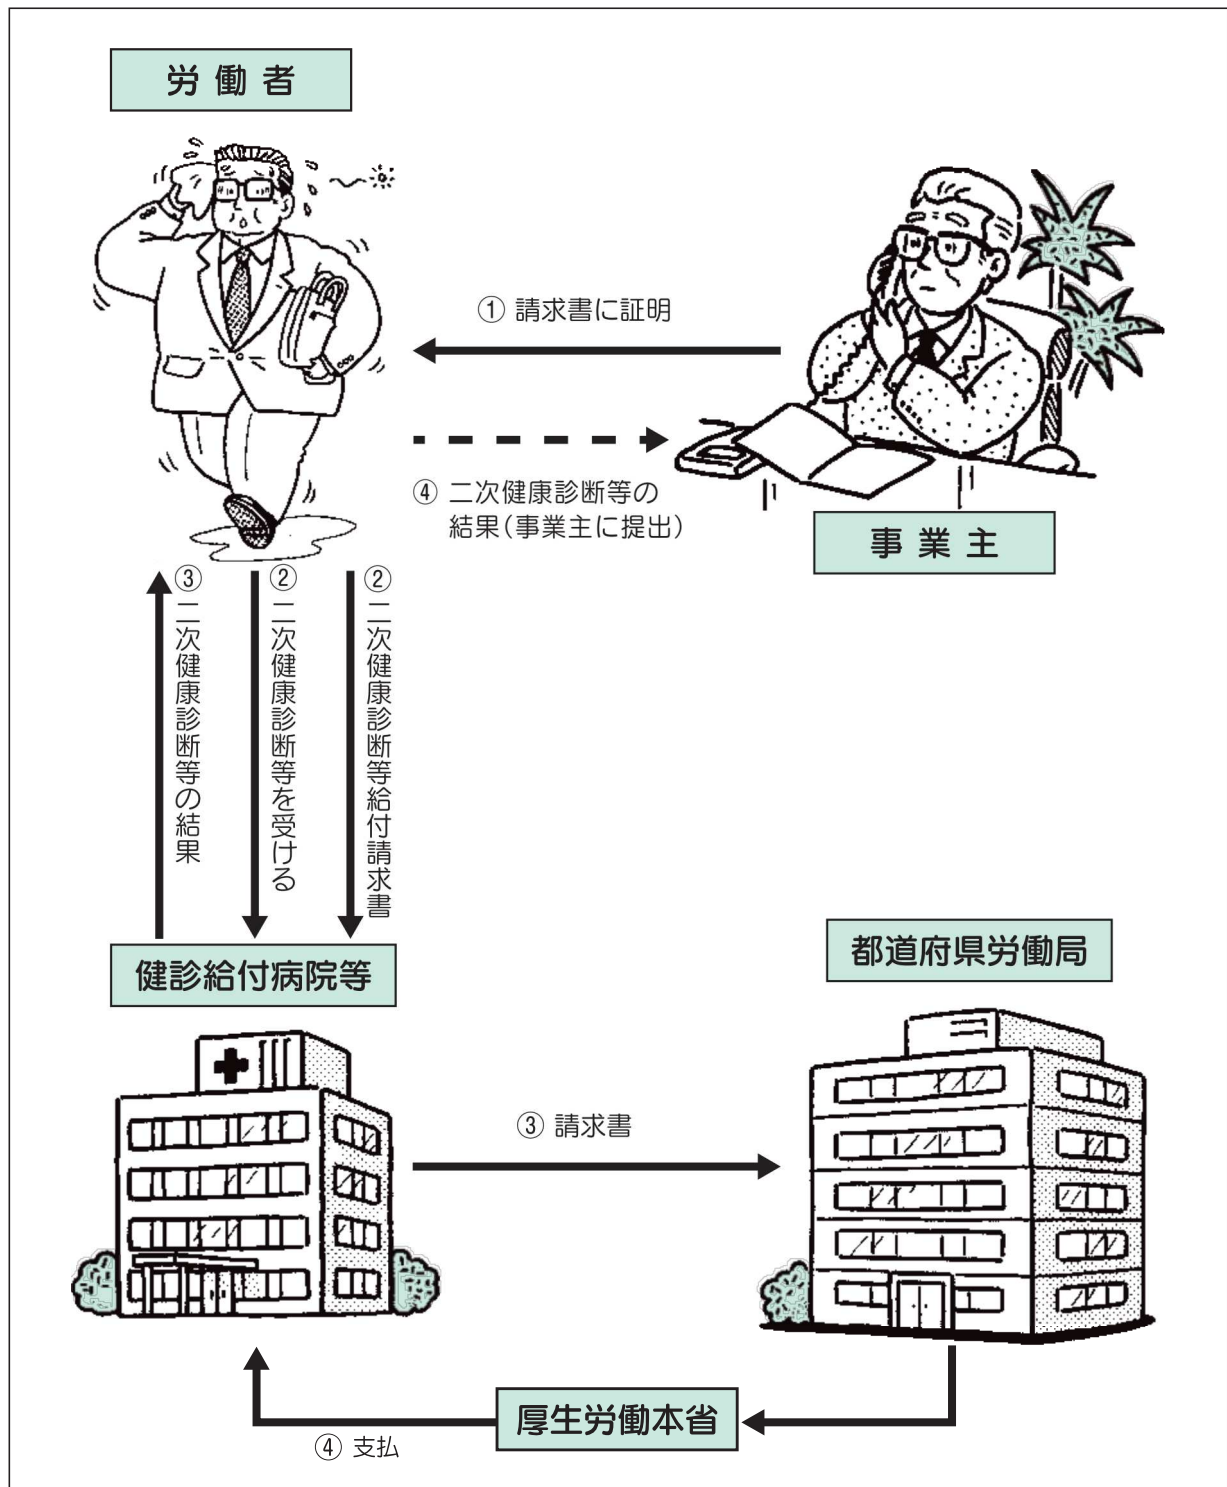 労働者
① 請求書に証明
④ 二次健康診断等の
結果(事業主に提出)
事業主
③二次健康診断等の結果
②二次健康診断等を受ける
②二次健康診断等給付請求書
健診給付病院等
都道府県労働局
③ 請求書
厚生労働本省
④ 支払